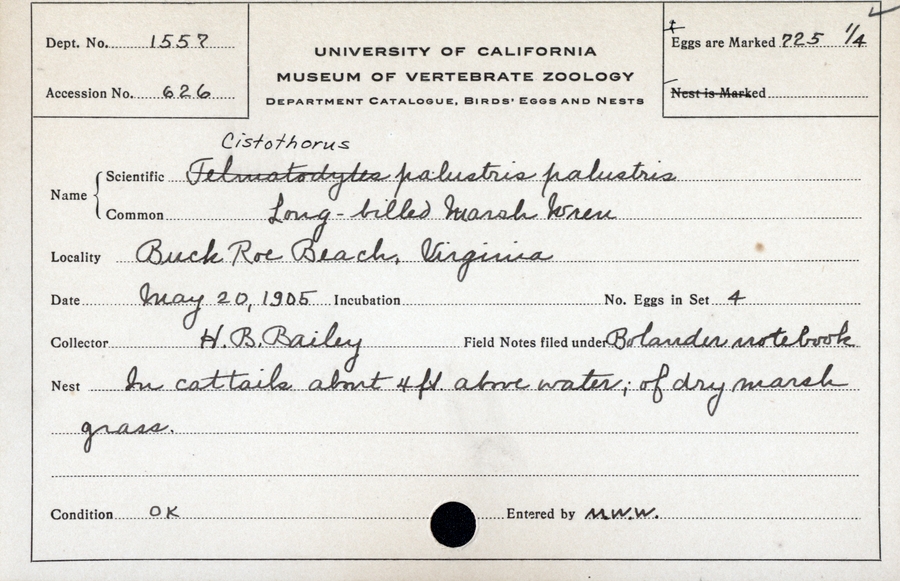 Dept. No. 1557
Accession No. 626
UNIVERSITY OF CALIFORNIA
MUSEUM OF VERTEBRATE ZOOLOGY
DEPARTMENT CATALOGUE, BIRDS' EGGS AND NESTS
Eggs are Marked 725 1/4
Nest is Marked
Cistothorus
Name
Scientific Telmatodytes palustris palustris
Common Long-billed Marsh Wren
Locality Buck Roe Beach, Virginia
Date May 20, 1905 Incubation No. Eggs in Set 4
Collector H. B. Bailey Field Notes filed under Bolander notebook
Nest In cattails about 4ft above water; of dry marsh
grass.
Condition OK Entered by M.W.W.